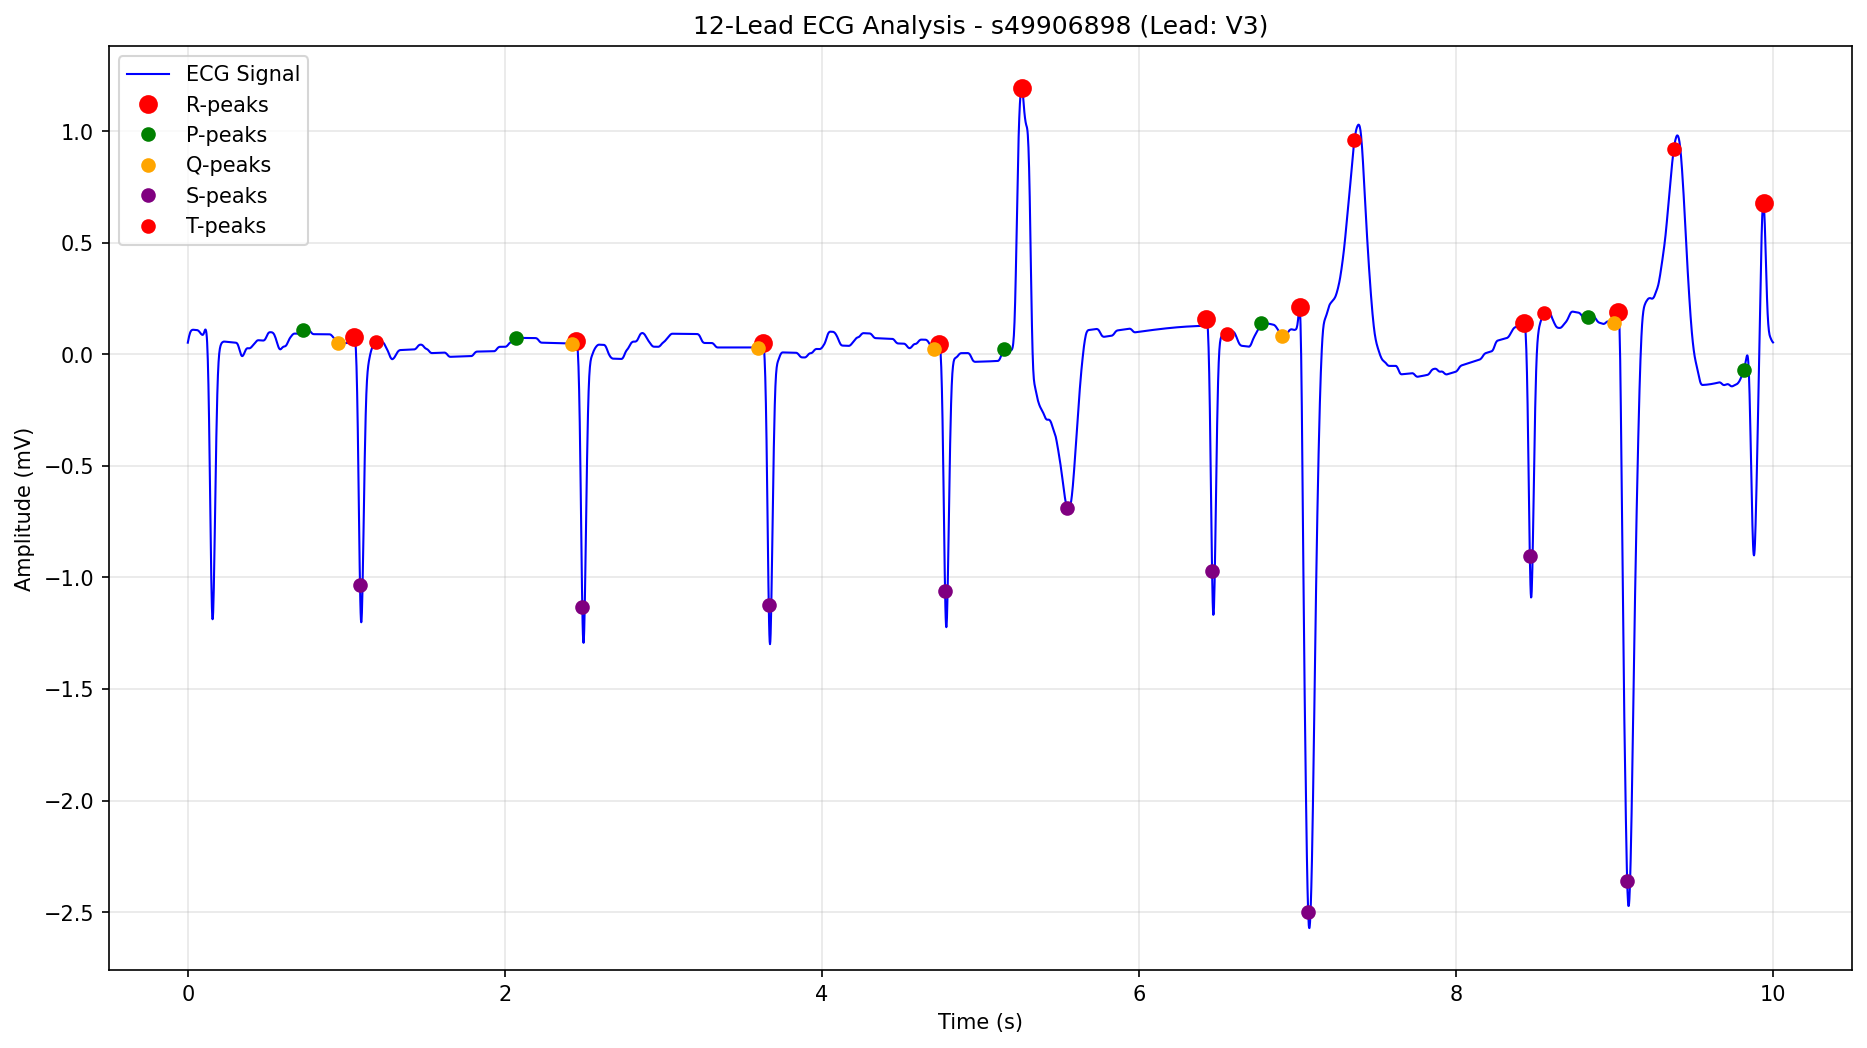 12-Lead ECG Analysis - s49906898 (Lead: V3)
ECG Signal
R-peaks
P-peaks
Q-peaks
S-peaks
T-peaks
Amplitude (mV)
1.0
0.5
0.0
−0.5
−1.0
−1.5
−2.0
−2.5
0 2 4 6 8 10
Time (s)